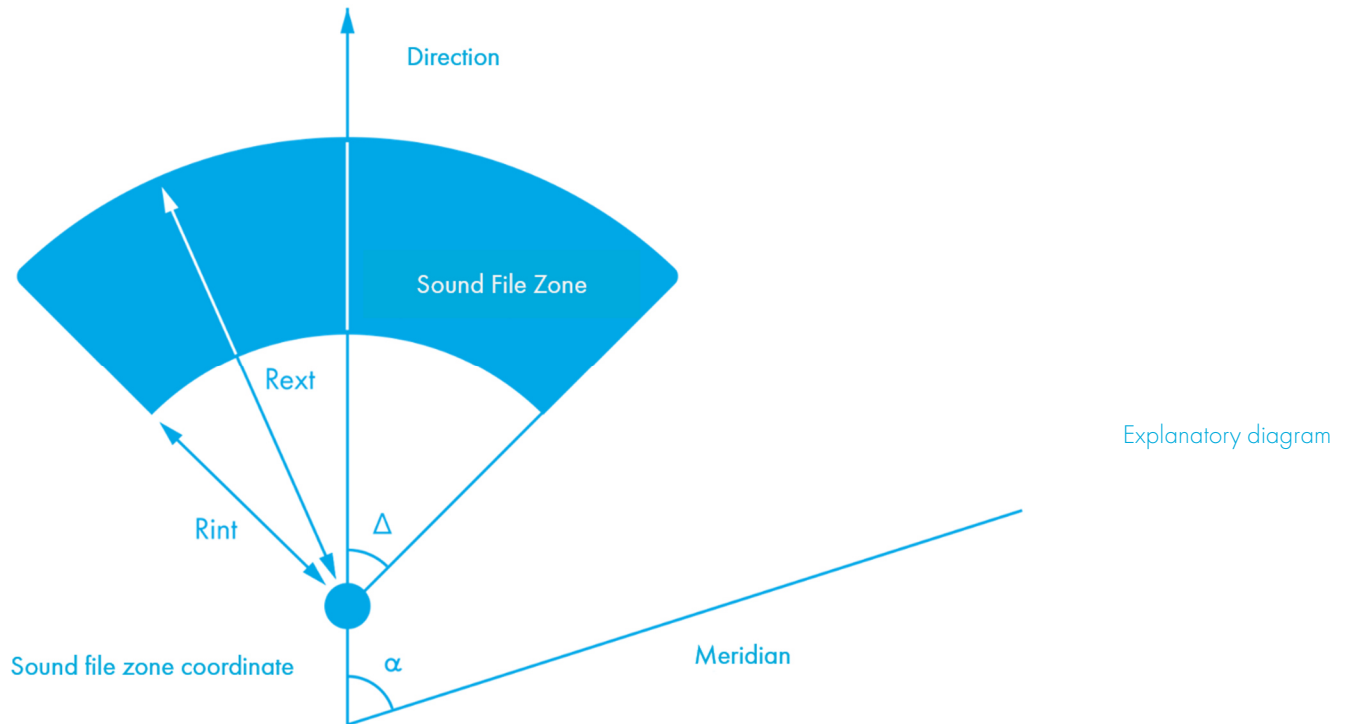 Direction
Sound File Zone
Rext
Explanatory diagram
Rint
Δ
Sound file zone coordinate
α
Meridian